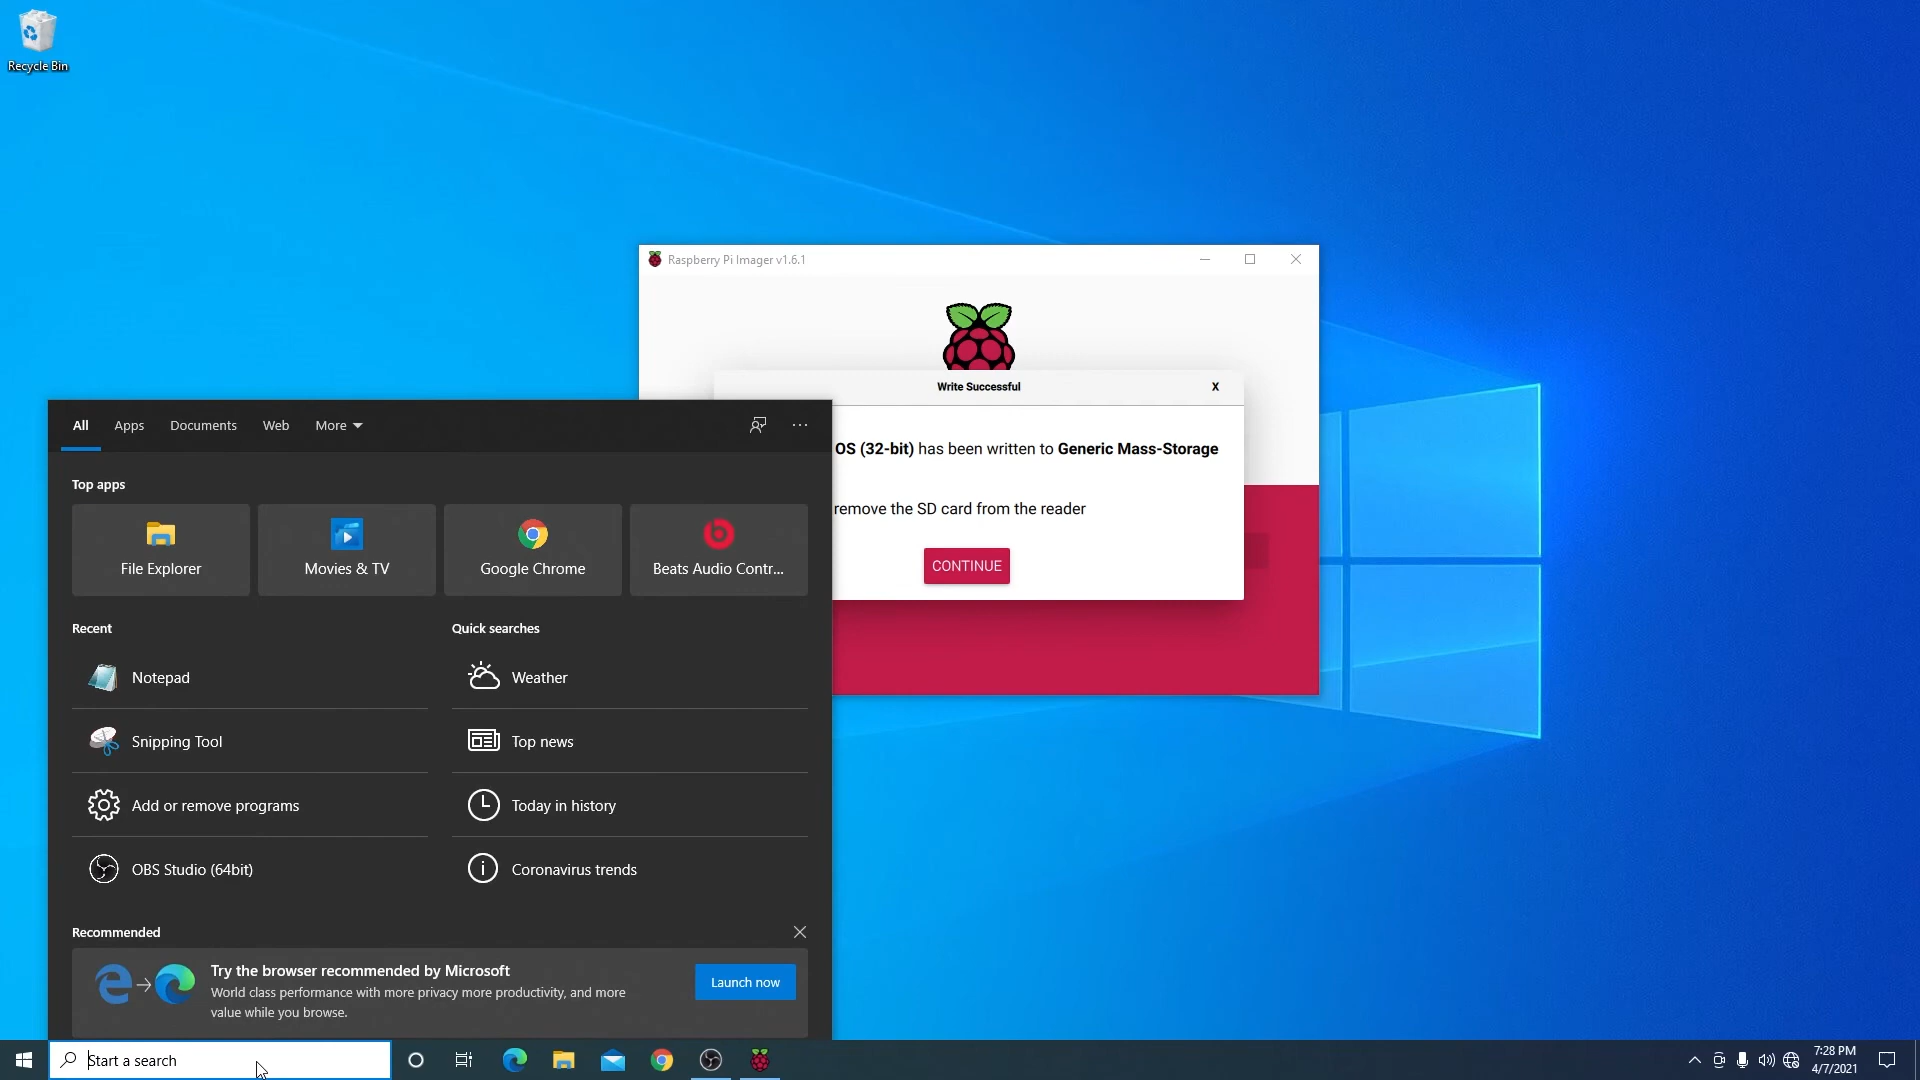 Recycle Bin
Raspberry Pi Imager v1.6.1
Write Successful
X
OS (32-bit) has been written to Generic Mass-Storage
remove the SD card from the reader
CONTINUE
All
Apps
Documents
Web
More
Top apps
File Explorer
Movies & TV
Google Chrome
Beats Audio Contr...
Recent
Quick searches
Notepad
Weather
Snipping Tool
Top news
Add or remove programs
Today in history
OBS Studio (64bit)
Coronavirus trends
Recommended
Try the browser recommended by Microsoft
World class performance with more privacy more productivity, and more
value while you browse.
Launch now
Start a search
7:28 PM
4/7/2021